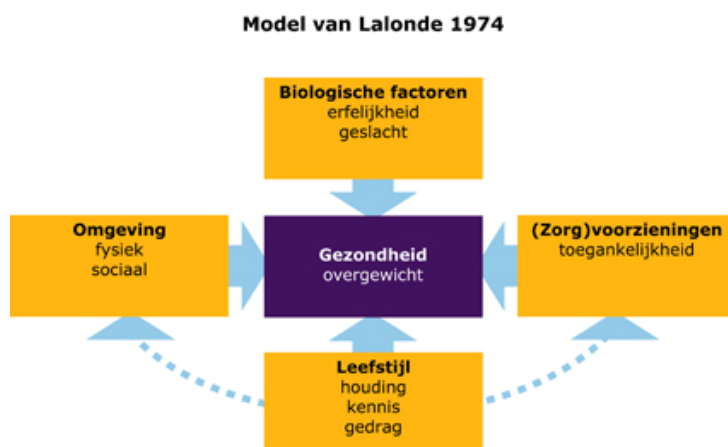 Model van Lalonde 1974
Biologische factoren
erfelijkheid
geslacht
Omgeving
fysiek
sociaal
Gezondheid
overgewicht
(Zorg)voorzieningen
toegankelijkheid
Leefstijl
houding
kennis
gedrag